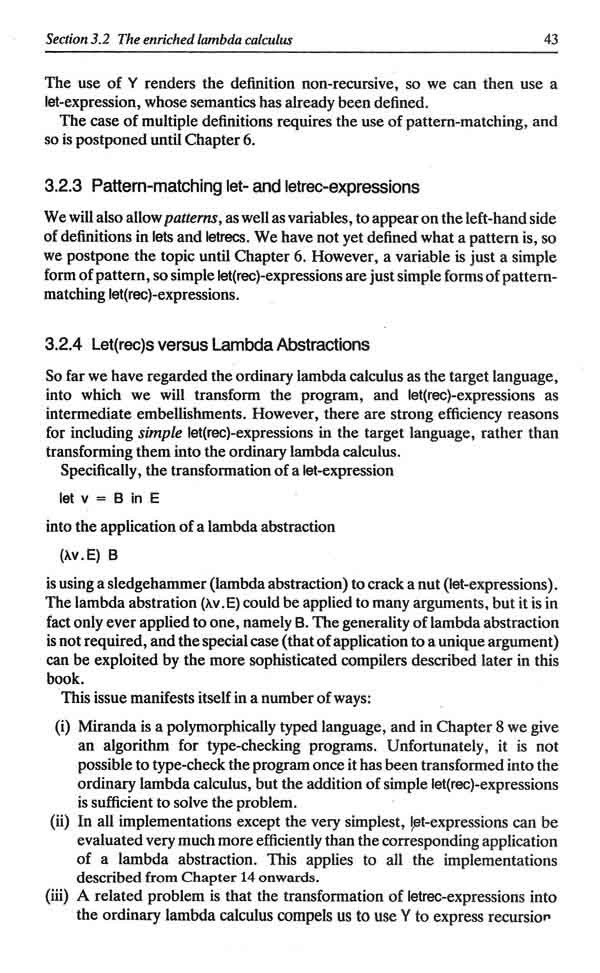 Section 3.2 The enriched lambda calculus 43
The use of Y renders the definition non-recursive, so we can then use a
let-expression, whose semantics has already been defined.
The case of multiple definitions requires the use of pattern-matching, and
so is postponed until Chapter 6.
3.2.3 Pattern-matching let- and letrec-expressions
We will also allow patterns, as well as variables, to appear on the left-hand side
of definitions in lets and letrecs. We have not yet defined what a pattern is, so
we postpone the topic until Chapter 6. However, a variable is just a simple
form of pattern, so simple let(rec)-expressions are just simple forms of pattern-
matching let(rec)-expressions.
3.2.4 Let(rec)s versus Lambda Abstractions
So far we have regarded the ordinary lambda calculus as the target language,
into which we will transform the program, and let(rec)-expressions as
intermediate embellishments. However, there are strong efficiency reasons
for including simple let(rec)-expressions in the target language, rather than
transforming them into the ordinary lambda calculus.
Specifically, the transformation of a let-expression
let v = B in E
into the application of a lambda abstraction
(λv.E) B
is using a sledgehammer (lambda abstraction) to crack a nut (let-expressions).
The lambda abstration (λv.E) could be applied to many arguments, but it is in
fact only ever applied to one, namely B. The generality of lambda abstraction
is not required, and the special case (that of application to a unique argument)
can be exploited by the more sophisticated compilers described later in this
book.
This issue manifests itself in a number of ways:
(i) Miranda is a polymorphically typed language, and in Chapter 8 we give
an algorithm for type-checking programs. Unfortunately, it is not
possible to type-check the program once it has been transformed into the
ordinary lambda calculus, but the addition of simple let(rec)-expressions
is sufficient to solve the problem.
(ii) In all implementations except the very simplest, let-expressions can be
evaluated very much more efficiently than the corresponding application
of a lambda abstraction. This applies to all the implementations
described from Chapter 14 onwards.
(iii) A related problem is that the transformation of letrec-expressions into
the ordinary lambda calculus compels us to use Y to express recursion